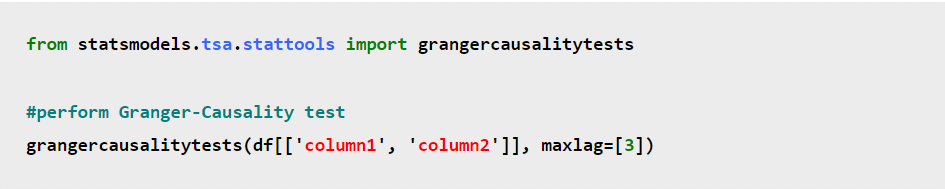 from statsmodels.tsa.stattools import grangercausalitytests
#perform Granger-Causality test
grangercausalitytests(df[['column1', 'column2']], maxlag=[3])